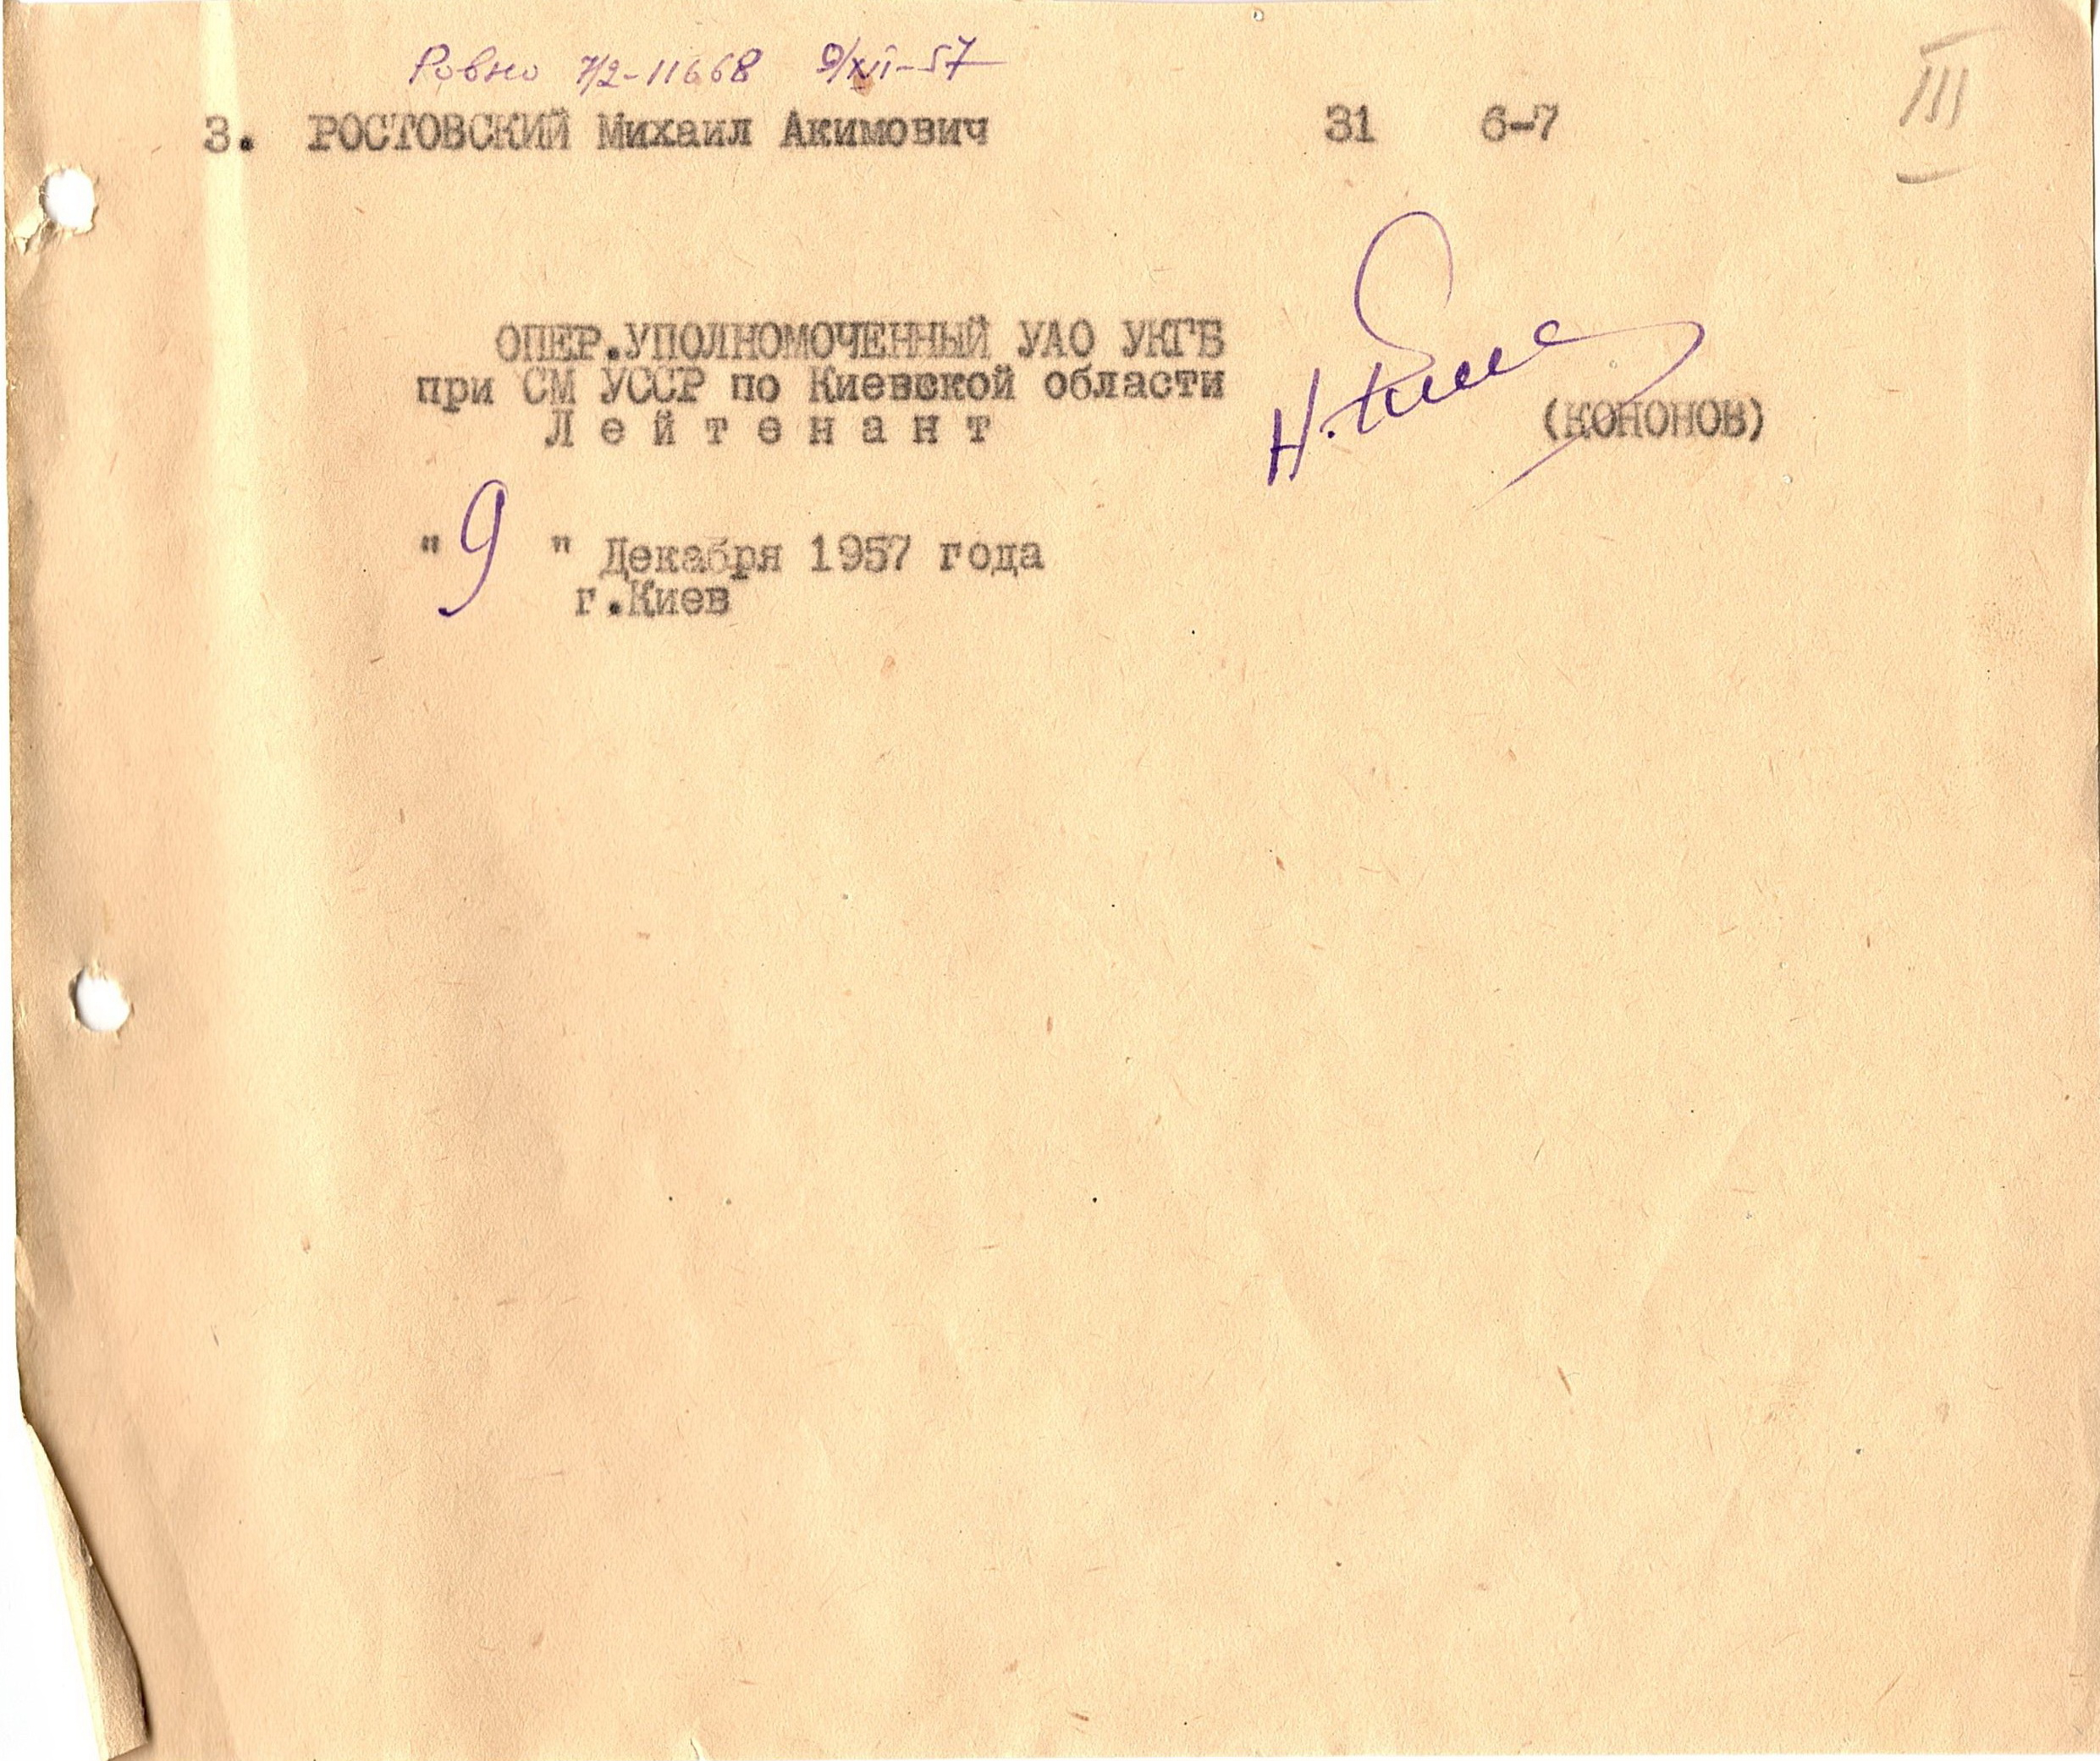 Ровно 7/2-11668 9/XII-57
3. РОСТОВСКИЙ Михаил Акимович 31 6-7
III
ОПЕР.УПОЛНОМОЧЕННЫЙ УАО УКГБ
при СМ УССР по Киевской области
Л е й т е н а н т
(КОНОНОВ)
"9" Декабря 1957 года
г.Киев